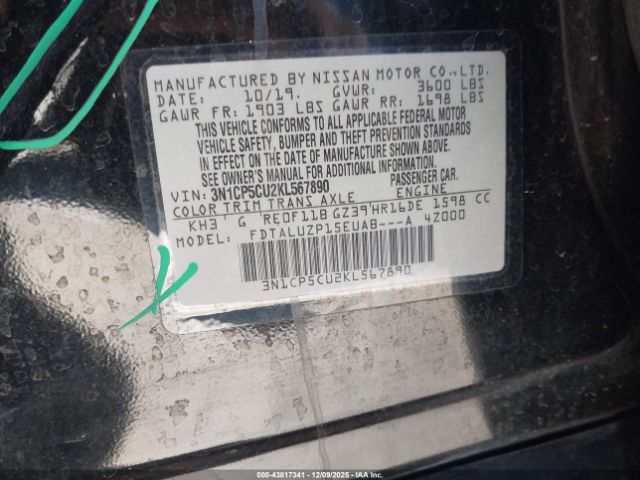 MANUFACTURED BY NISSAN MOTOR CO.,LTD.
DATE: 10/19. GVWR: 3600 LBS
GAWR FR: 1903 LBS GAWR RR: 1698 LBS
THIS VEHICLE CONFORMS TO ALL APPLICABLE FEDERAL MOTOR
VEHICLE SAFETY, BUMPER AND THEFT PREVENTION STANDARDS
IN EFFECT ON THE DATE OF MANUFACTURE SHOWN ABOVE.
SEE OWNER'S MANUAL FOR ADDITIONAL INFORMATION.
VIN: 3N1CP5CU2KL567890 PASSENGER CAR.
COLOR TRIM TRANS AXLE ENGINE
KH3 G RE0F11B GZ39 HR16DE 1598 CC
MODEL: FDTALUZP15EUAB---A 42000
3N1CP5CU2KL567890
000-43817341 - 12/09/2025 - IAAI.COM